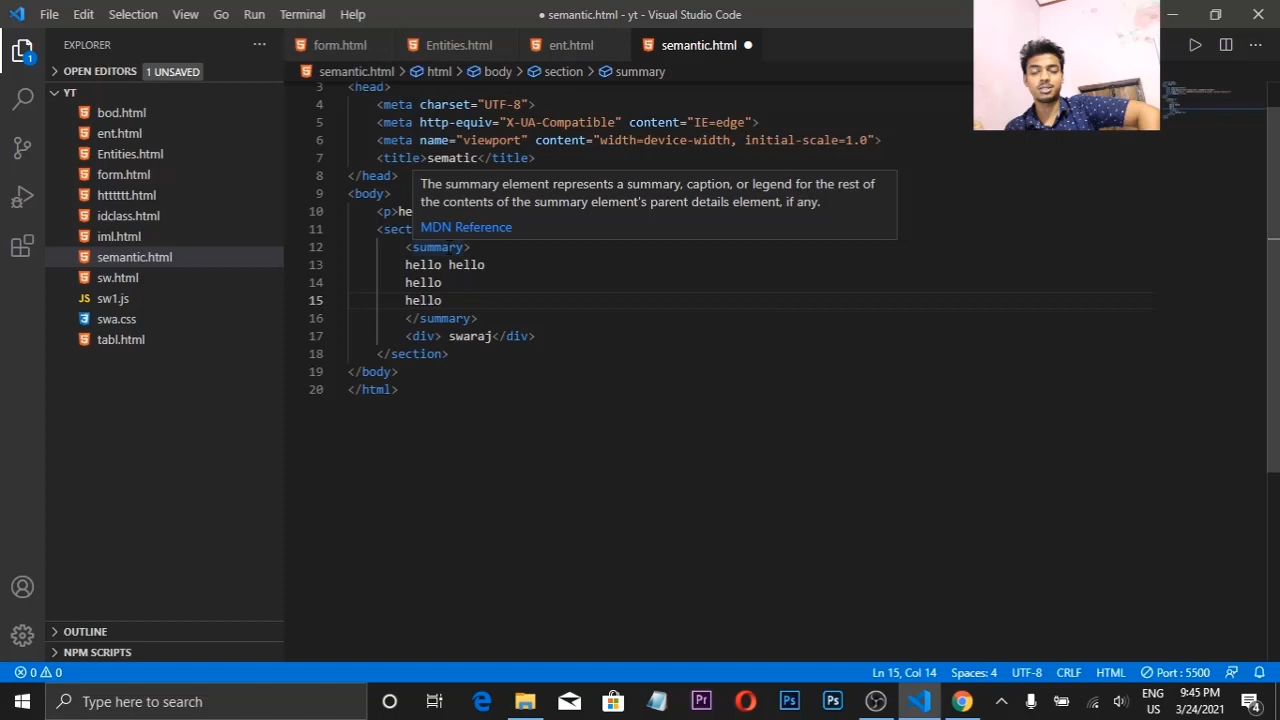 File Edit Selection View Go Run Terminal Help
● semantic.html - yt - Visual Studio Code
EXPLORER
form.html Entities.html ent.html semantic.html
OPEN EDITORS 1 UNSAVED
semantic.html > html > body > section > summary
YT
bod.html
ent.html
Entities.html
form.html
htttttt.html
idclass.html
iml.html
semantic.html
sw.html
JS sw1.js
swa.css
tabl.html
OUTLINE
NPM SCRIPTS
3 <head>
4 <meta charset="UTF-8">
5 <meta http-equiv="X-UA-Compatible" content="IE=edge">
6 <meta name="viewport" content="width=device-width, initial-scale=1.0">
7 <title>sematic</title>
8 </head>
9 <body>
10 <p>he
11 <sect
The summary element represents a summary, caption, or legend for the rest of
the contents of the summary element's parent details element, if any.
MDN Reference
12 <summary>
13 hello hello
14 hello
15 hello
16 </summary>
17 <div> swaraj</div>
18 </section>
19 </body>
20 </html>
0 0
Ln 15, Col 14 Spaces: 4 UTF-8 CRLF HTML Port : 5500
Type here to search
Pr Ps Ps
ENG
US
9:45 PM
3/24/2021
4